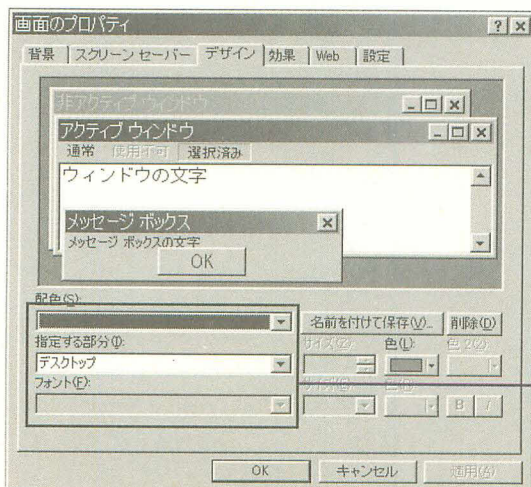 画面のプロパティ
背景 スクリーン セーバー デザイン 効果 Web 設定
非アクティブ ウィンドウ
アクティブ ウィンドウ
通常 使用不可 選択済み
ウィンドウの文字
メッセージ ボックス
メッセージ ボックスの文字
OK
配色(S):
名前を付けて保存(V)... 削除(D)
指定する部分(I): サイズ(Z): 色(L): 色 2(2):
デスクトップ
フォント(F): サイズ(E):
B I
OK キャンセル 適用(A)